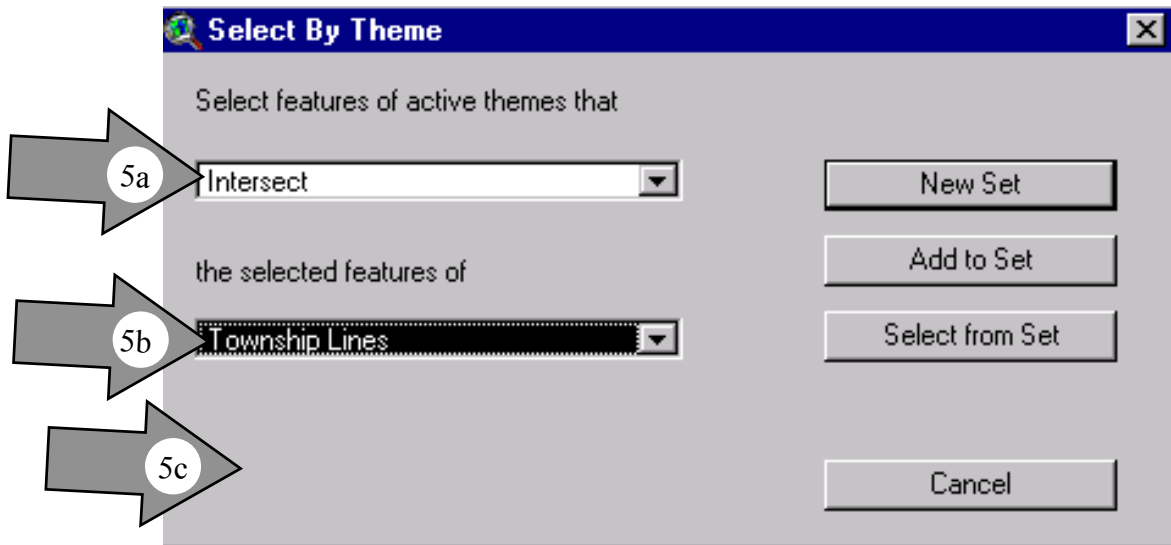 Select By Theme
Select features of active themes that
5a
Intersect
New Set
Add to Set
the selected features of
5b
Township Lines
Select from Set
5c
Cancel